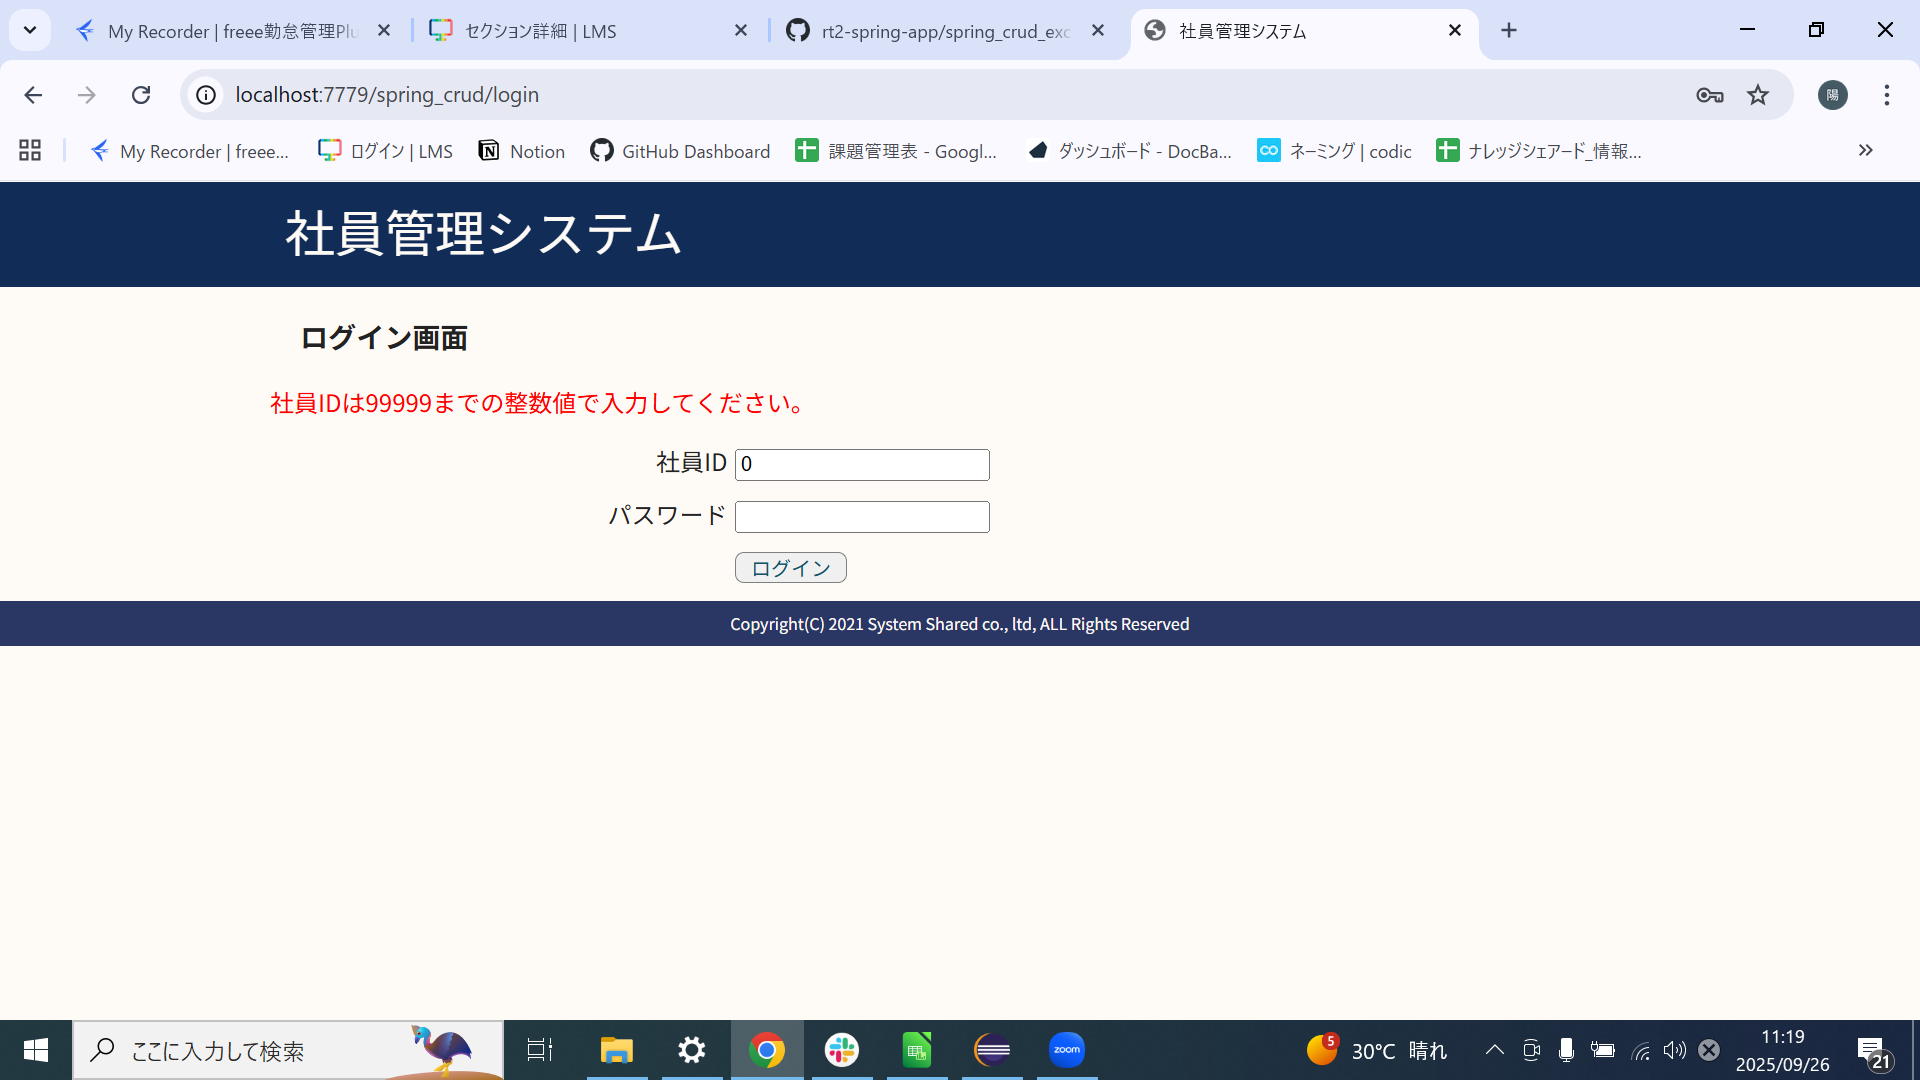 My Recorder | freee勤怠管理Plu
セクション詳細 | LMS
rt2-spring-app/spring_crud_exc
社員管理システム
localhost:7779/spring_crud/login
陽
My Recorder | freee...
ログイン | LMS
Notion
GitHub Dashboard
課題管理表 - Googl...
ダッシュボード - DocBa...
ネーミング | codic
ナレッジシェアード_情報...
社員管理システム
ログイン画面
社員IDは99999までの整数値で入力してください。
社員ID 0
パスワード
ログイン
Copyright(C) 2021 System Shared co., ltd, ALL Rights Reserved
ここに入力して検索
zoom
5
30°C 晴れ
11:19
2025/09/26
21